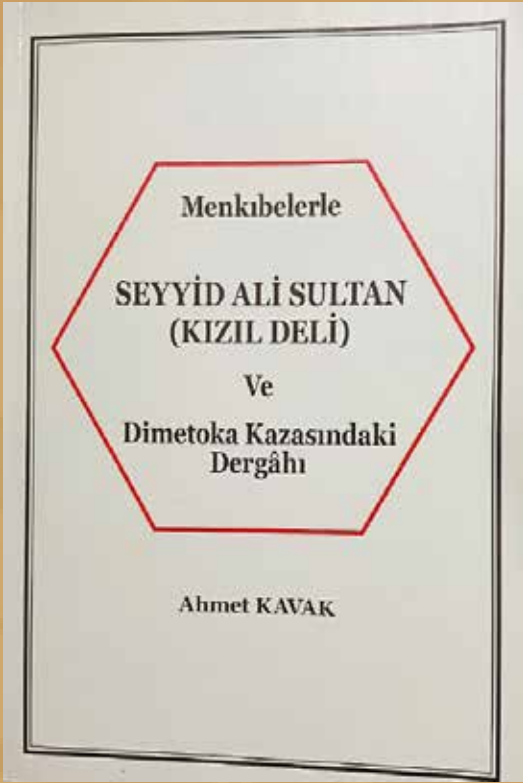 Menkıbelerle
SEYYİD ALİ SULTAN
(KIZIL DELİ)
Ve
Dimetoka Kazasındaki
Dergâhı
Ahmet KAVAK